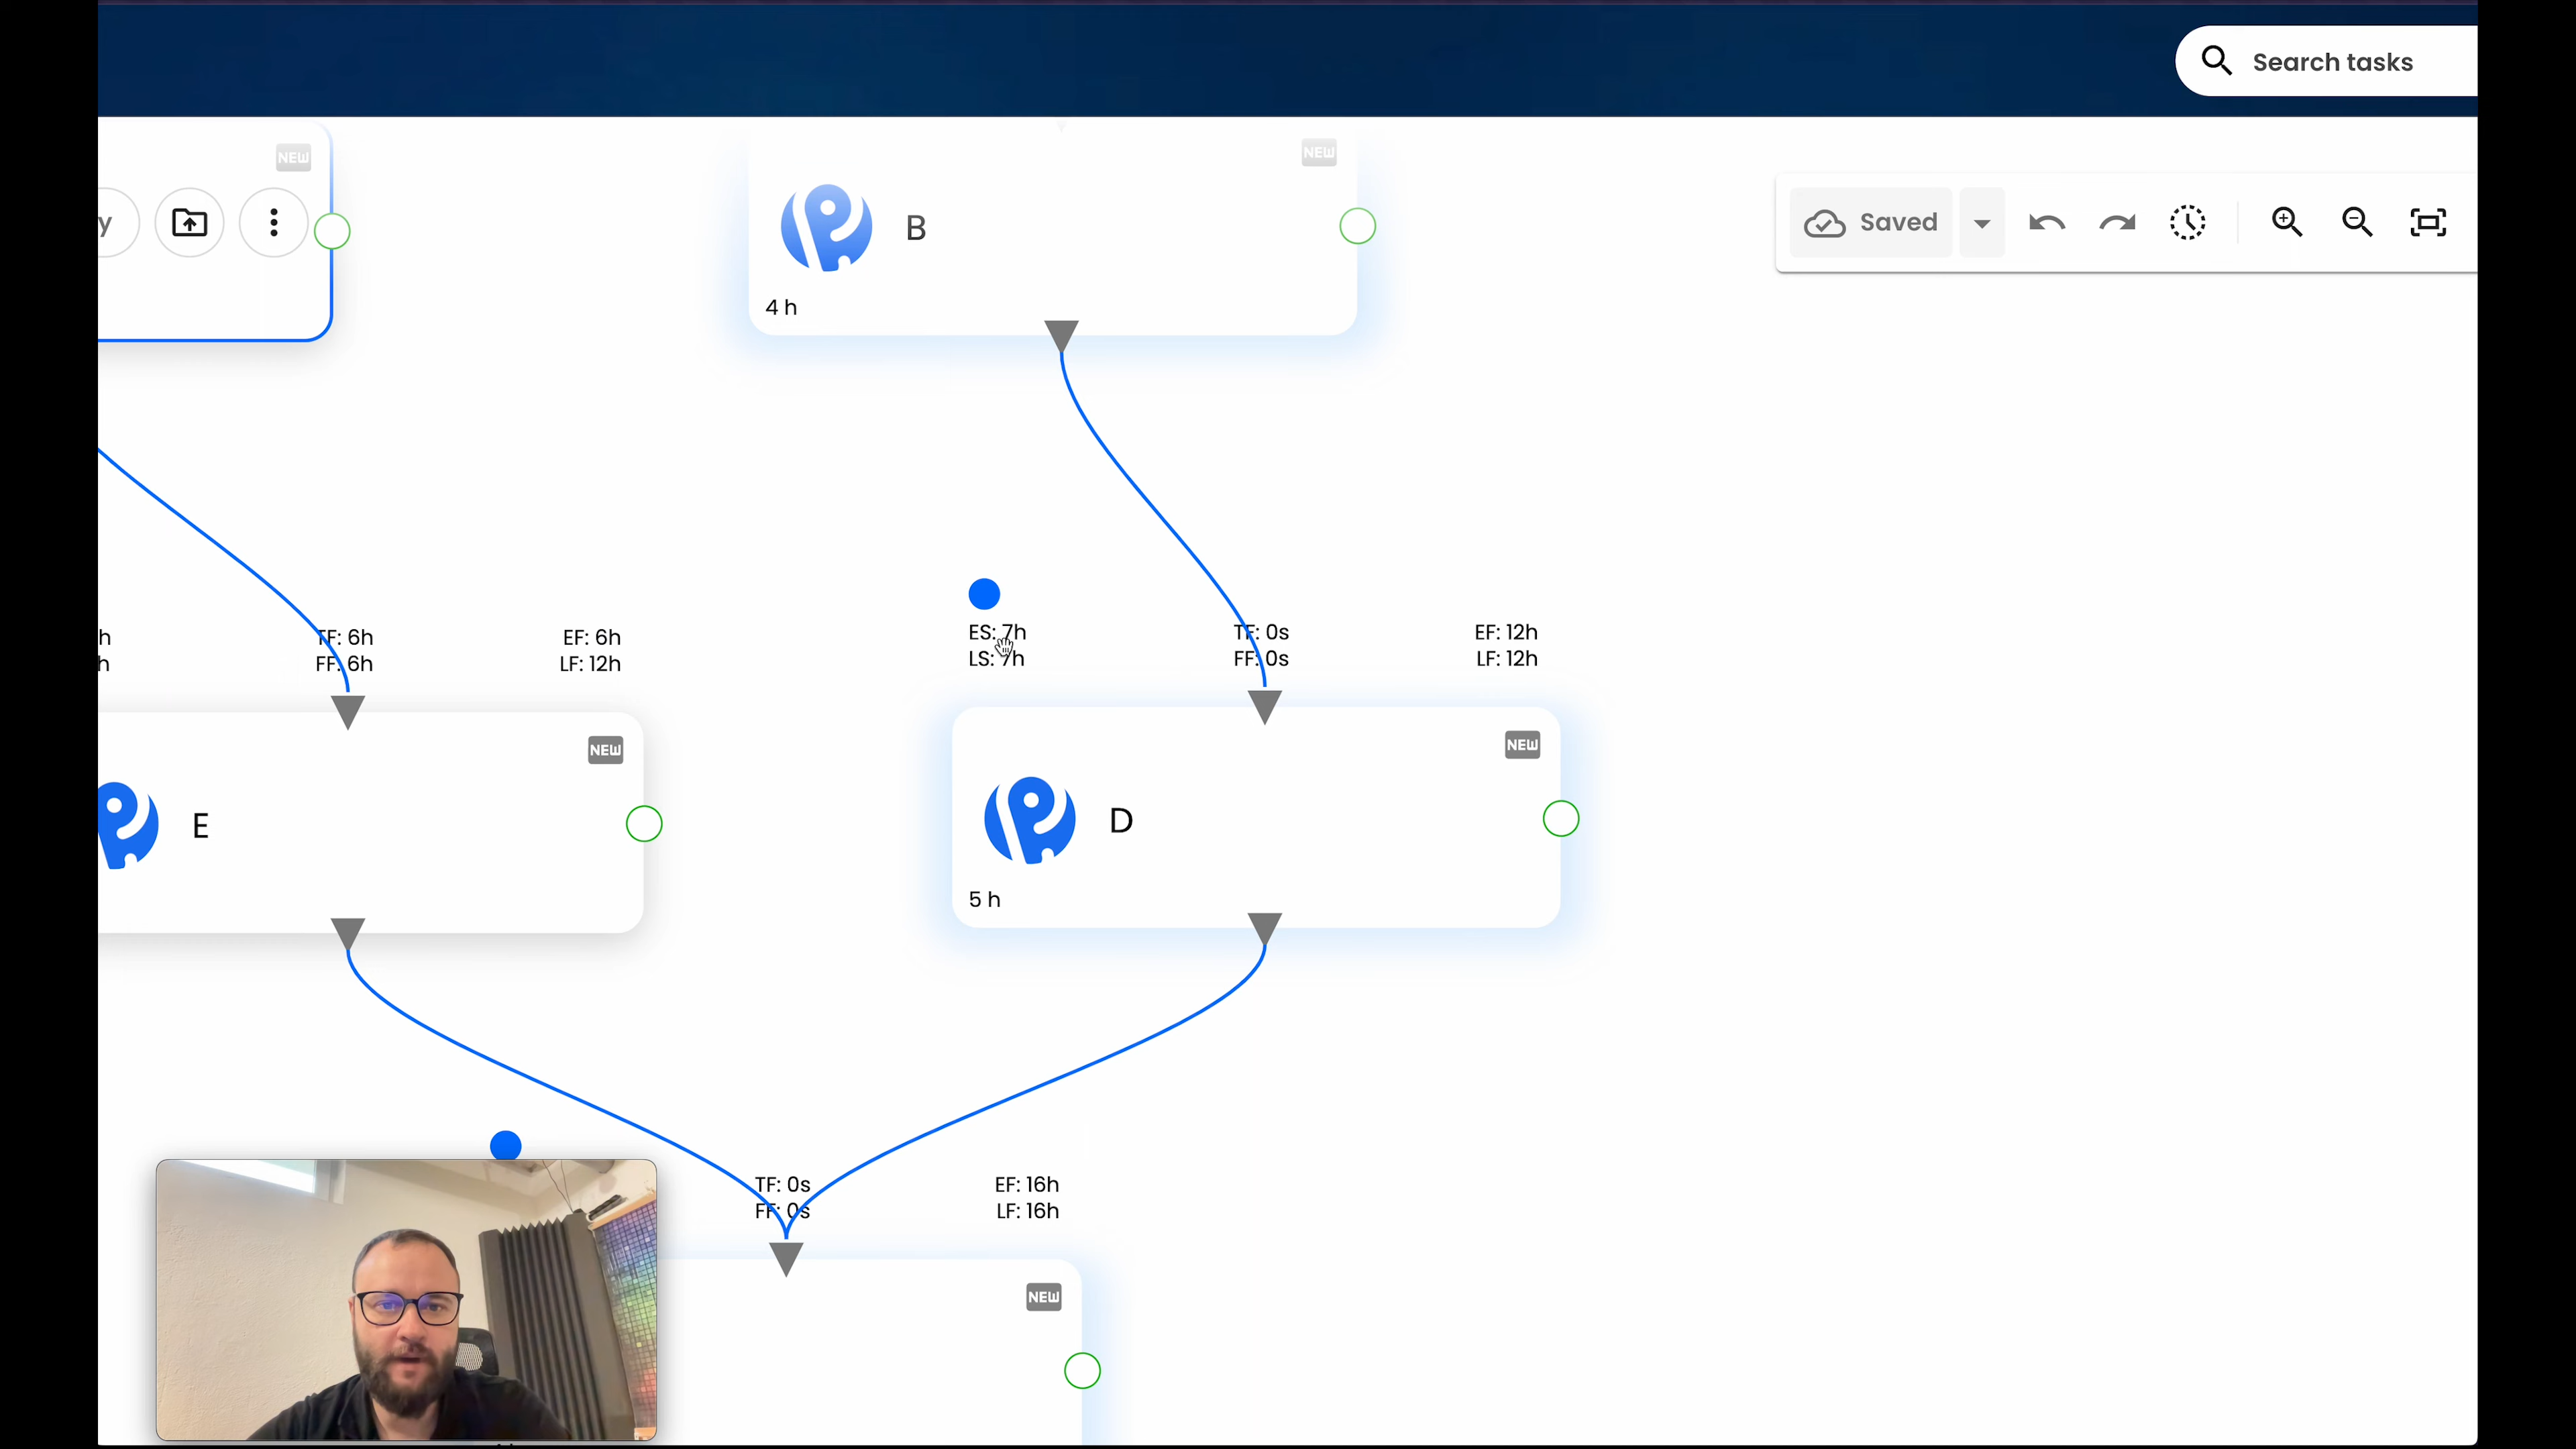 Search tasks
NEW
NEW
y
B
Saved
4 h
h
TF: 6h
EF: 6h
h
FF: 6h
LF: 12h
ES: 7h
TF: 0s
EF: 12h
LS: 7h
FF: 0s
LF: 12h
NEW
NEW
E
D
5 h
TF: 0s
EF: 16h
FF: 0s
LF: 16h
NEW